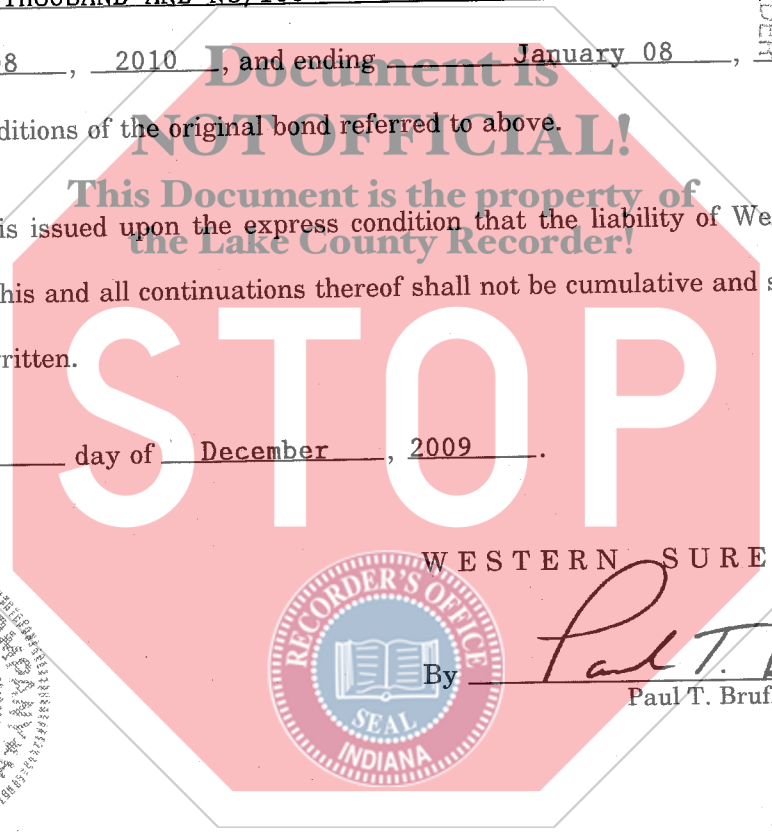 THOUSAND AND NO/100
8, 2010, and ending January 08,
Document is
ditions of the original bond referred to above.
NOT OFFICIAL!
This Document is the property of
is issued upon the express condition that the liability of We
the Lake County Recorder!
his and all continuations thereof shall not be cumulative and s
STOP
ritten.
day of December, 2009.
WESTERN SURE
RECORDER'S OFFICE
By Paul T.
Paul T. Bruf
SEAL
INDIANA